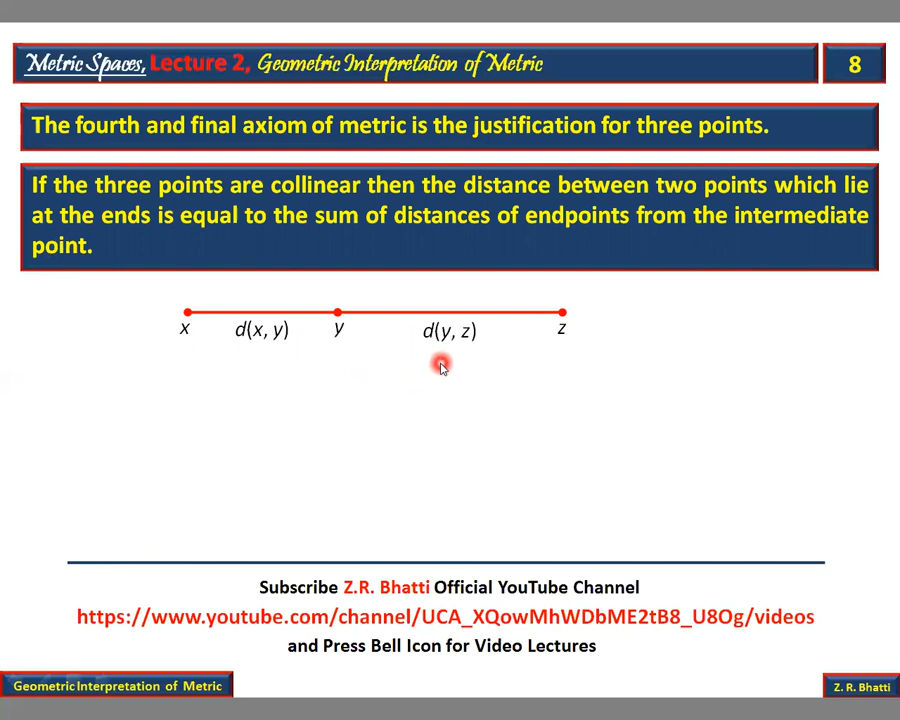 Metric Spaces, Lecture 2, Geometric Interpretation of Metric
8
The fourth and final axiom of metric is the justification for three points.
If the three points are collinear then the distance between two points which lie
at the ends is equal to the sum of distances of endpoints from the intermediate
point.
x d(x, y) y d(y, z) z
Subscribe Z.R. Bhatti Official YouTube Channel
https://www.youtube.com/channel/UCA_XQowMhWDbME2tB8_U8Og/videos
and Press Bell Icon for Video Lectures
Geometric Interpretation of Metric
Z. R. Bhatti